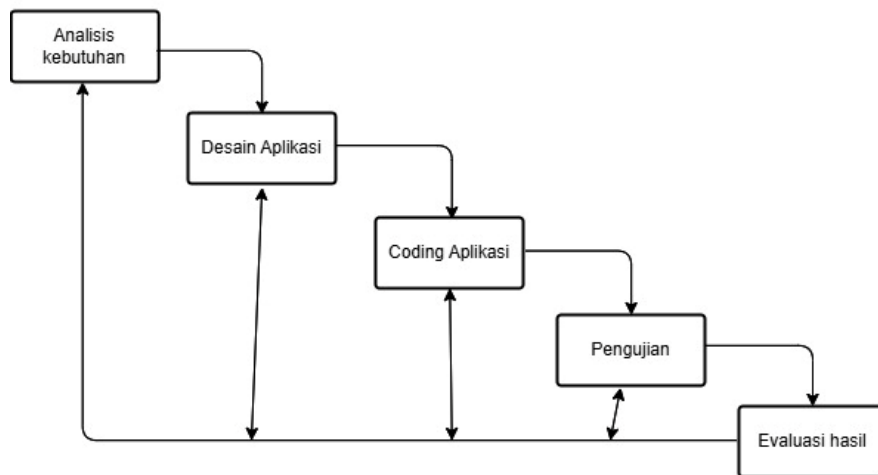 Analisis
kebutuhan
Desain Aplikasi
Coding Aplikasi
Pengujian
Evaluasi hasil